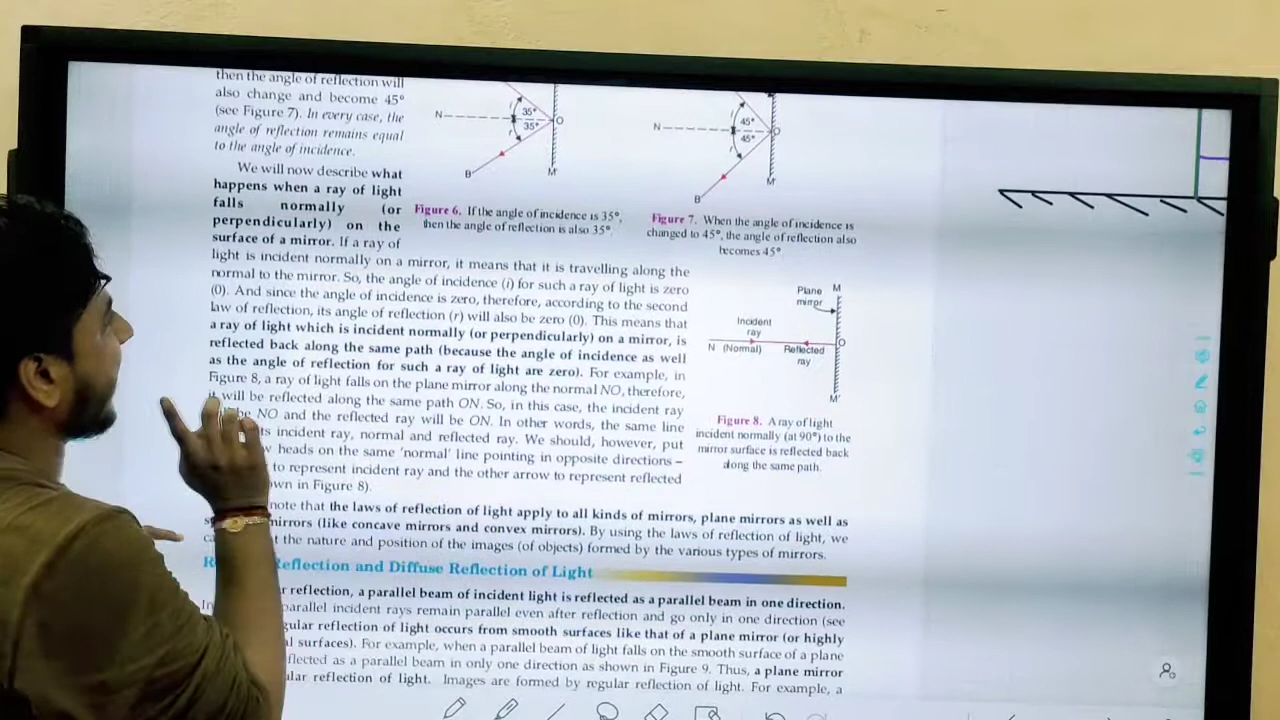 then the angle of reflection will
also change and become 45°
(see Figure 7). In every case, the
angle of reflection remains equal
to the angle of incidence.
We will now describe what
happens when a ray of light
falls normally (or
perpendicularly) on the
surface of a mirror. If a ray of
light is incident normally on a mirror, it means that it is travelling along the
normal to the mirror. So, the angle of incidence (i) for such a ray of light is zero
(0). And since the angle of incidence is zero, therefore, according to the second
law of reflection, its angle of reflection (r) will also be zero (0). This means that
a ray of light which is incident normally (or perpendicularly) on a mirror, is
reflected back along the same path (because the angle of incidence as well
as the angle of reflection for such a ray of light are zero). For example, in
Figure 8, a ray of light falls on the plane mirror along the normal NO, therefore,
it will be reflected along the same path ON. So, in this case, the incident ray
be NO and the reflected ray will be ON. In other words, the same line
incident ray, normal and reflected ray. We should, however, put
heads on the same 'normal' line pointing in opposite directions –
to represent incident ray and the other arrow to represent reflected
in Figure 8).
N
i
35°
35°
r
O
B
M'
Figure 6. If the angle of incidence is 35°,
then the angle of reflection is also 35°.
N
i
45°
45°
r
O
B
M'
Figure 7. When the angle of incidence is
changed to 45°, the angle of reflection also
becomes 45°
Plane M
mirror
Incident
ray
N (Normal) Reflected O
ray
M'
Figure 8. A ray of light
incident normally (at 90°) to the
mirror surface is reflected back
along the same path.
note that the laws of reflection of light apply to all kinds of mirrors, plane mirrors as well as
mirrors (like concave mirrors and convex mirrors). By using the laws of reflection of light, we
the nature and position of the images (of objects) formed by the various types of mirrors.
Reflection and Diffuse Reflection of Light
reflection, a parallel beam of incident light is reflected as a parallel beam in one direction.
parallel incident rays remain parallel even after reflection and go only in one direction (see
reflection of light occurs from smooth surfaces like that of a plane mirror (or highly
surfaces). For example, when a parallel beam of light falls on the smooth surface of a plane
as a parallel beam in only one direction as shown in Figure 9. Thus, a plane mirror
reflection of light. Images are formed by regular reflection of light. For example, a